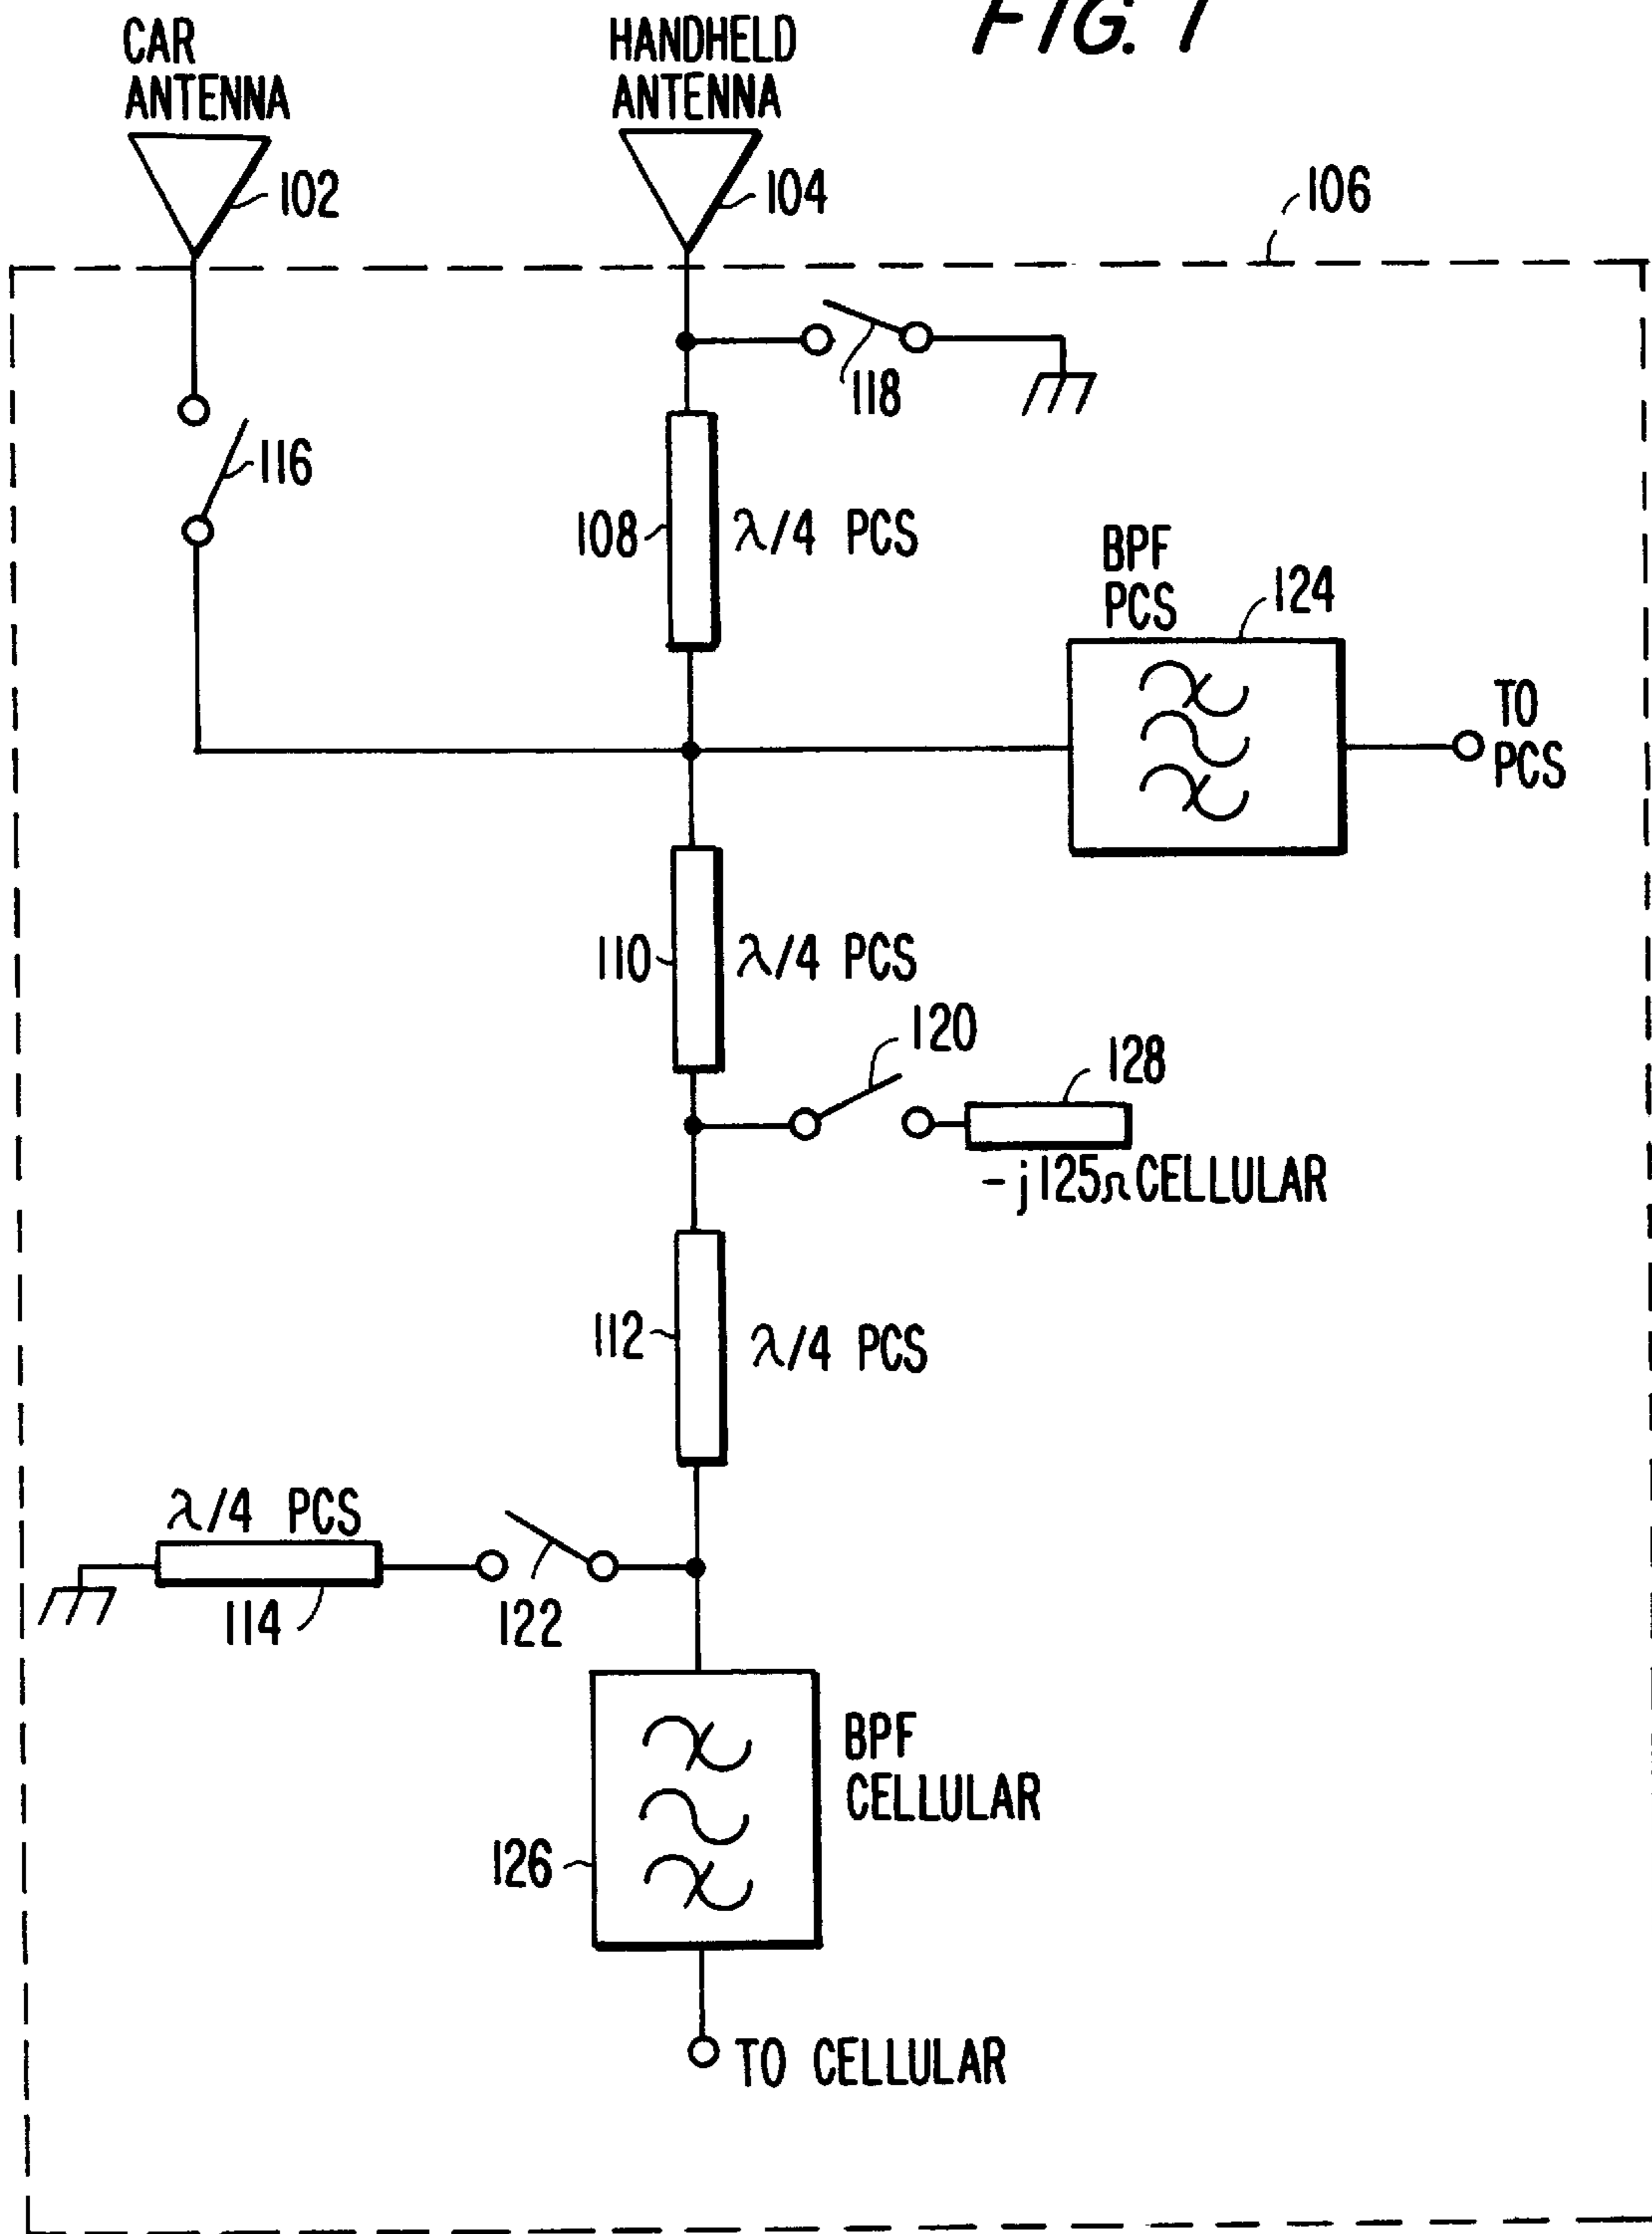 FIG. 1
CAR
ANTENNA
HANDHELD
ANTENNA
102
104
106
118
116
108
λ/4 PCS
BPF
PCS
124
TO
PCS
110
λ/4 PCS
120
128
-j125Ω CELLULAR
112
λ/4 PCS
λ/4 PCS
114
122
BPF
CELLULAR
126
TO CELLULAR